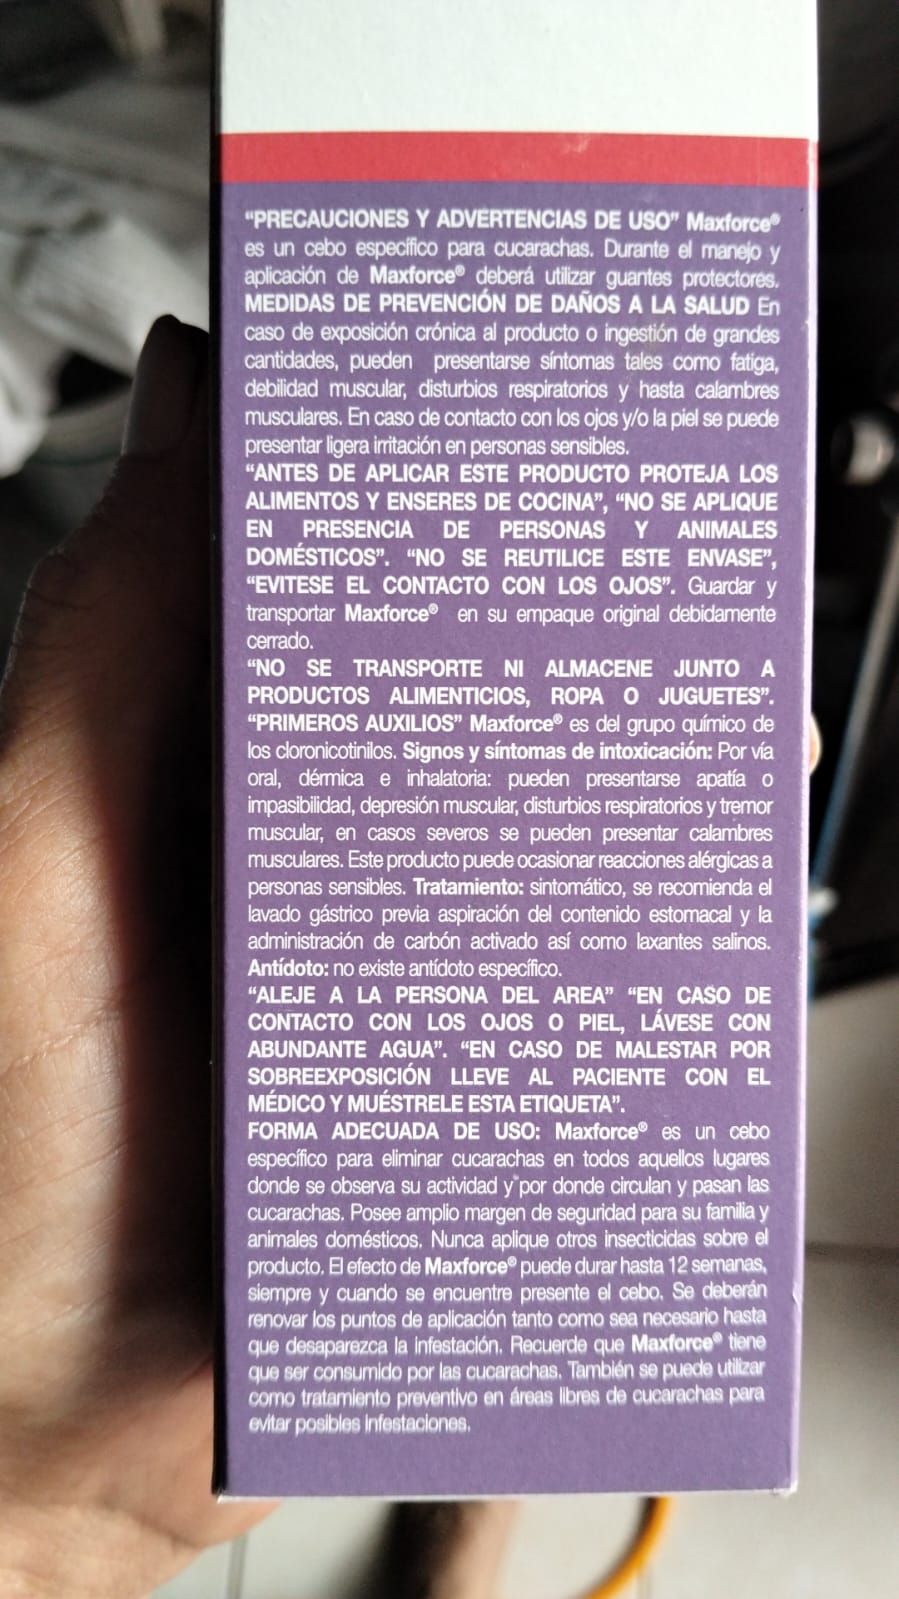 “PRECAUCIONES Y ADVERTENCIAS DE USO” Maxforce®
es un cebo específico para cucarachas. Durante el manejo y
aplicación de Maxforce® deberá utilizar guantes protectores.
MEDIDAS DE PREVENCIÓN DE DAÑOS A LA SALUD En
caso de exposición crónica al producto o ingestión de grandes
cantidades, pueden presentarse síntomas tales como fatiga,
debilidad muscular, disturbios respiratorios y hasta calambres
musculares. En caso de contacto con los ojos y/o la piel se puede
presentar ligera irritación en personas sensibles.
“ANTES DE APLICAR ESTE PRODUCTO PROTEJA LOS
ALIMENTOS Y ENSERES DE COCINA”, “NO SE APLIQUE
EN PRESENCIA DE PERSONAS Y ANIMALES
DOMÉSTICOS”. “NO SE REUTILICE ESTE ENVASE”,
“EVITESE EL CONTACTO CON LOS OJOS”. Guardar y
transportar Maxforce® en su empaque original debidamente
cerrado.
“NO SE TRANSPORTE NI ALMACENE JUNTO A
PRODUCTOS ALIMENTICIOS, ROPA O JUGUETES”.
“PRIMEROS AUXILIOS” Maxforce® es del grupo químico de
los cloronicotinilos. Signos y síntomas de intoxicación: Por vía
oral, dérmica e inhalatoria: pueden presentarse apatía o
impasibilidad, depresión muscular, disturbios respiratorios y tremor
muscular, en casos severos se pueden presentar calambres
musculares. Este producto puede ocasionar reacciones alérgicas a
personas sensibles. Tratamiento: sintomático, se recomienda el
lavado gástrico previa aspiración del contenido estomacal y la
administración de carbón activado así como laxantes salinos.
Antídoto: no existe antídoto específico.
“ALEJE A LA PERSONA DEL AREA” “EN CASO DE
CONTACTO CON LOS OJOS O PIEL, LÁVESE CON
ABUNDANTE AGUA”. “EN CASO DE MALESTAR POR
SOBREEXPOSICIÓN LLEVE AL PACIENTE CON EL
MÉDICO Y MUÉSTRELE ESTA ETIQUETA”.
FORMA ADECUADA DE USO: Maxforce® es un cebo
específico para eliminar cucarachas en todos aquellos lugares
donde se observa su actividad y por donde circulan y pasan las
cucarachas. Posee amplio margen de seguridad para su familia y
animales domésticos. Nunca aplique otros insecticidas sobre el
producto. El efecto de Maxforce® puede durar hasta 12 semanas,
siempre y cuando se encuentre presente el cebo. Se deberán
renovar los puntos de aplicación tanto como sea necesario hasta
que desaparezca la infestación. Recuerde que Maxforce® tiene
que ser consumido por las cucarachas. También se puede utilizar
como tratamiento preventivo en áreas libres de cucarachas para
evitar posibles infestaciones.